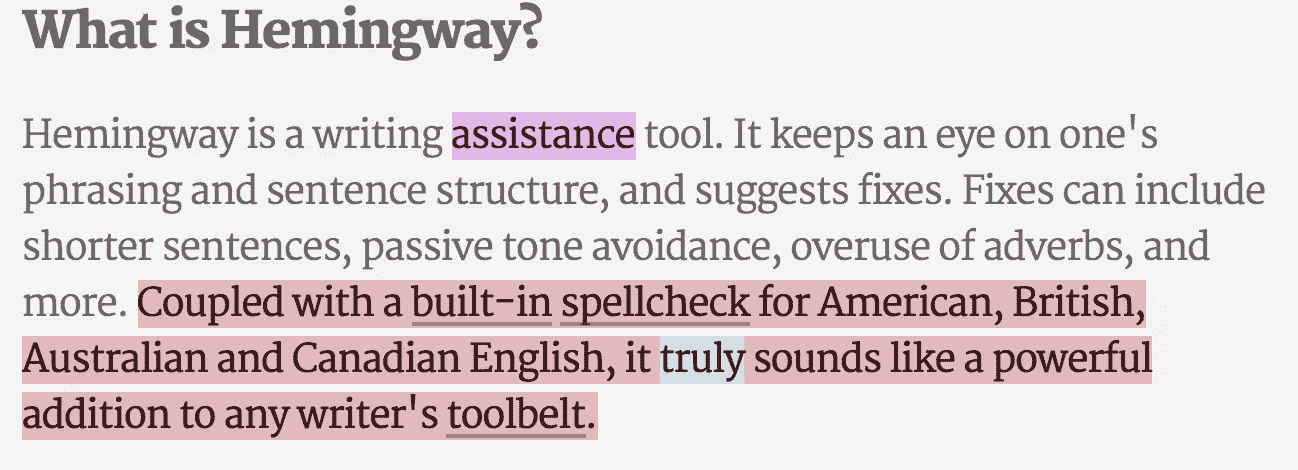 What is Hemingway?
Hemingway is a writing assistance tool. It keeps an eye on one's
phrasing and sentence structure, and suggests fixes. Fixes can include
shorter sentences, passive tone avoidance, overuse of adverbs, and
more. Coupled with a built-in spellcheck for American, British,
Australian and Canadian English, it truly sounds like a powerful
addition to any writer's toolbelt.